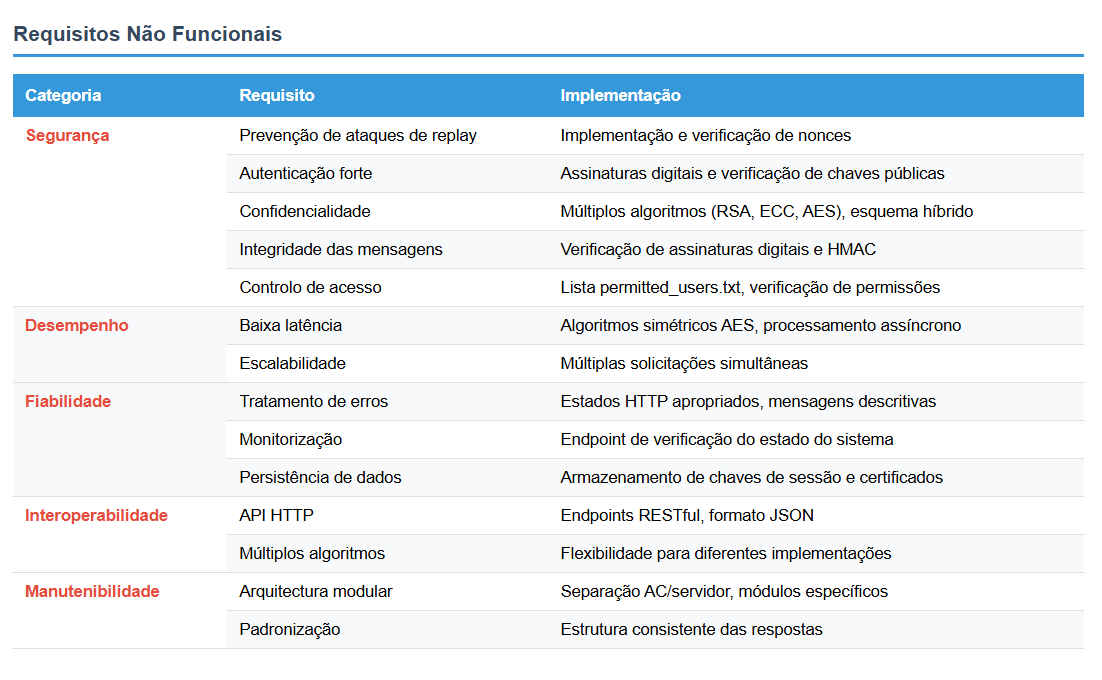 Requisitos Não Funcionais
Categoria Requisito Implementação
Segurança Prevenção de ataques de replay Implementação e verificação de nonces
Autenticação forte Assinaturas digitais e verificação de chaves públicas
Confidencialidade Múltiplos algoritmos (RSA, ECC, AES), esquema híbrido
Integridade das mensagens Verificação de assinaturas digitais e HMAC
Controlo de acesso Lista permitted_users.txt, verificação de permissões
Desempenho Baixa latência Algoritmos simétricos AES, processamento assíncrono
Escalabilidade Múltiplas solicitações simultâneas
Fiabilidade Tratamento de erros Estados HTTP apropriados, mensagens descritivas
Monitorização Endpoint de verificação do estado do sistema
Persistência de dados Armazenamento de chaves de sessão e certificados
Interoperabilidade API HTTP Endpoints RESTful, formato JSON
Múltiplos algoritmos Flexibilidade para diferentes implementações
Manutenibilidade Arquitectura modular Separação AC/servidor, módulos específicos
Padronização Estrutura consistente das respostas